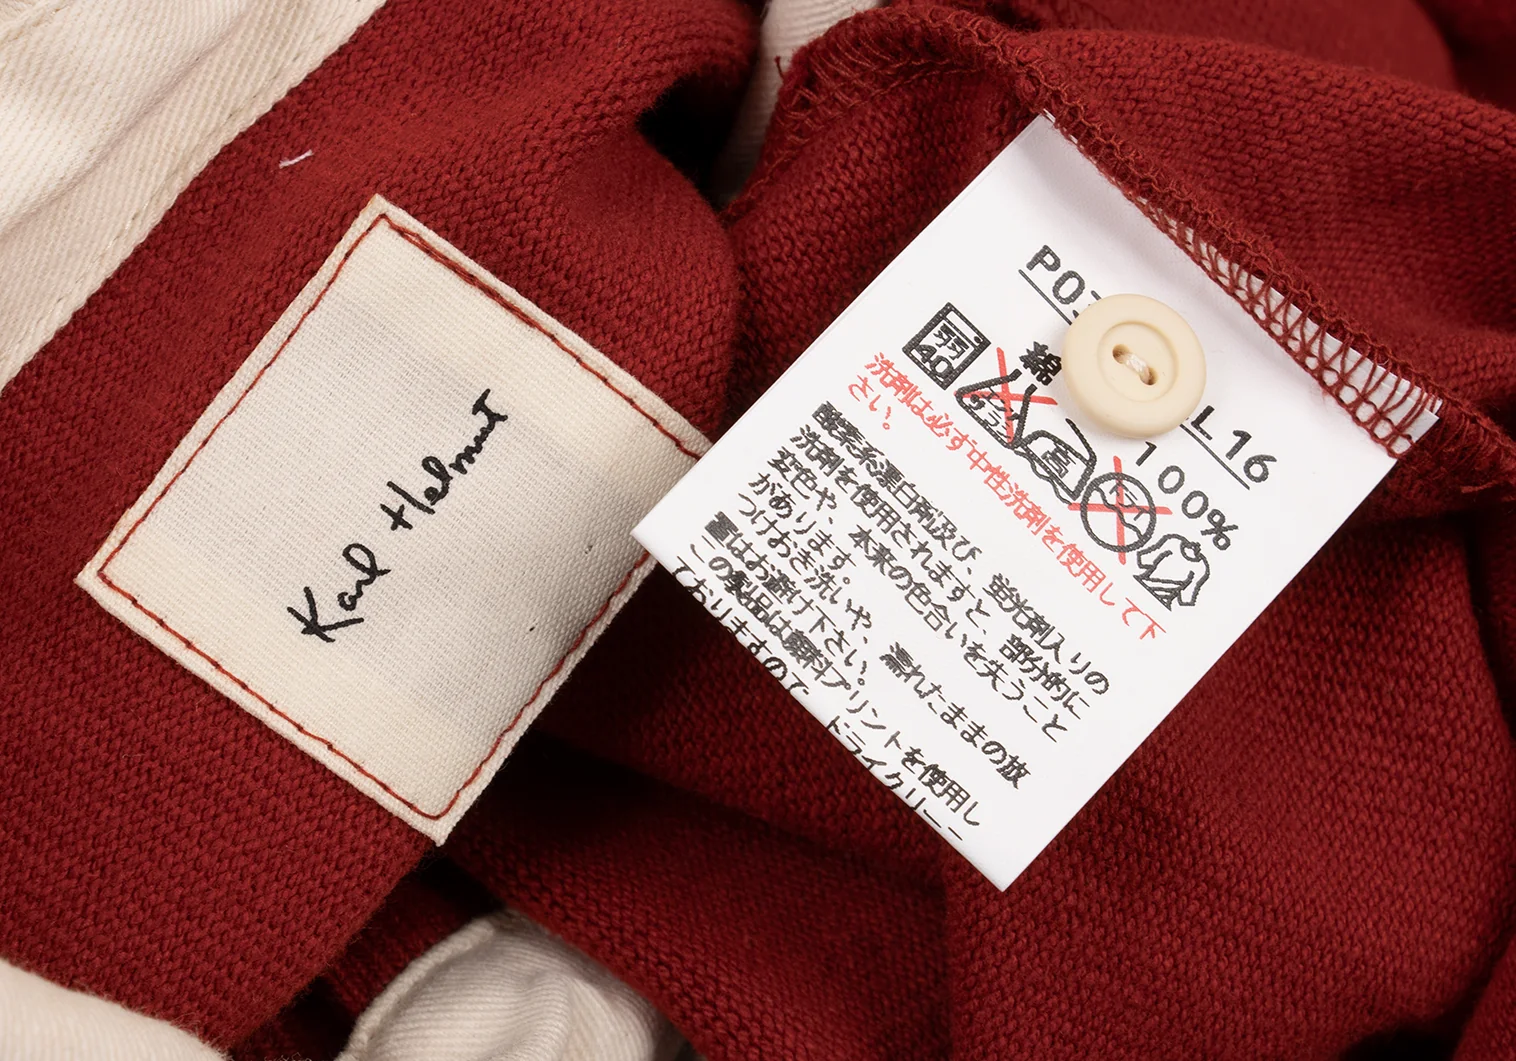 Karl Helmut
L16
綿
100%
弱
40
高
洗剤は必ず中性洗剤を使用して下
さい。
酸素系漂白剤及び、蛍光剤入りの
洗剤を使用されますと、部分的に
変色や、本来の色合いを失うこと
があります。
つけおき洗いや、濡れたままの放
置はお避け下さい。
この製品は顔料プリントを使用し
ておりますので
ドライクリーニ